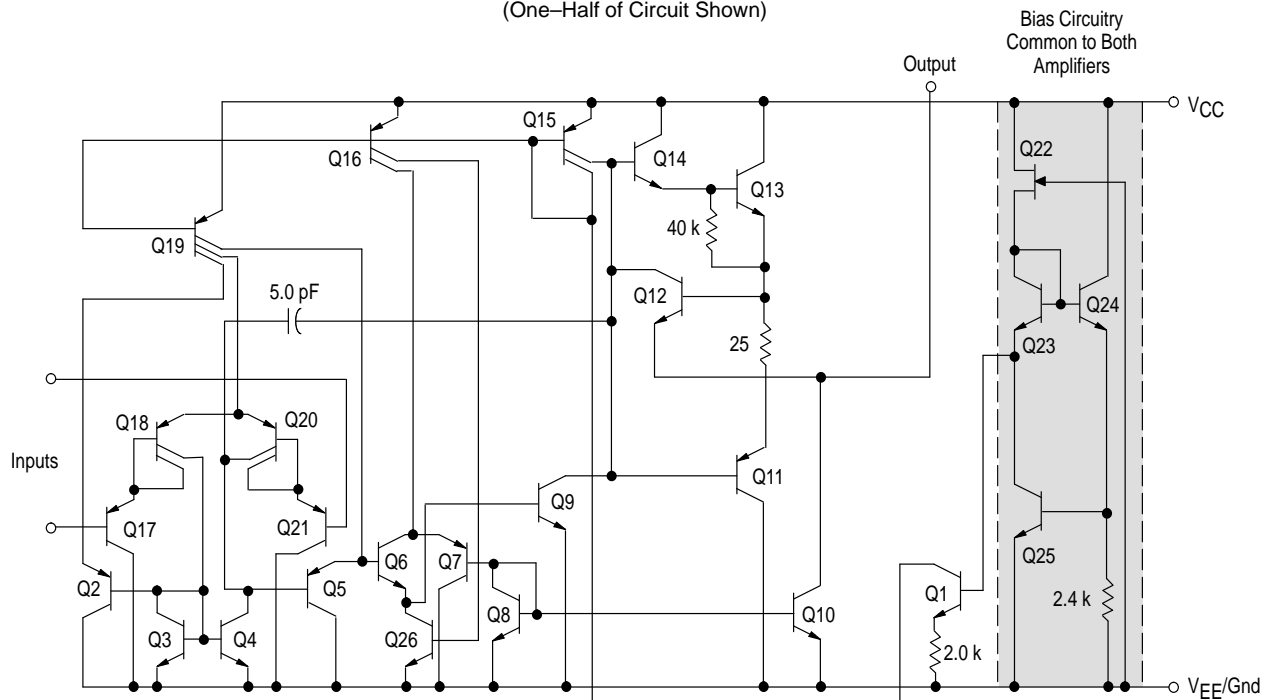 (One–Half of Circuit Shown)
Bias Circuitry
Common to Both
Amplifiers
Output
VCC
Q15
Q22
Q16
Q14
Q13
40 k
Q19
5.0 pF
Q12
Q24
Q23
25
Q18
Q20
Inputs
Q11
Q9
Q17
Q21
Q25
Q6
Q7
Q2
Q5
Q1
2.4 k
Q3
Q4
Q26
Q8
Q10
2.0 k
VEE/Gnd